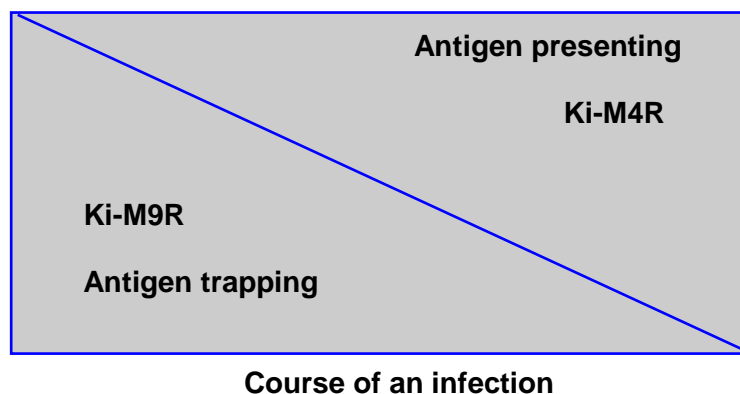 Antigen presenting
Ki-M4R
Ki-M9R
Antigen trapping
Course of an infection